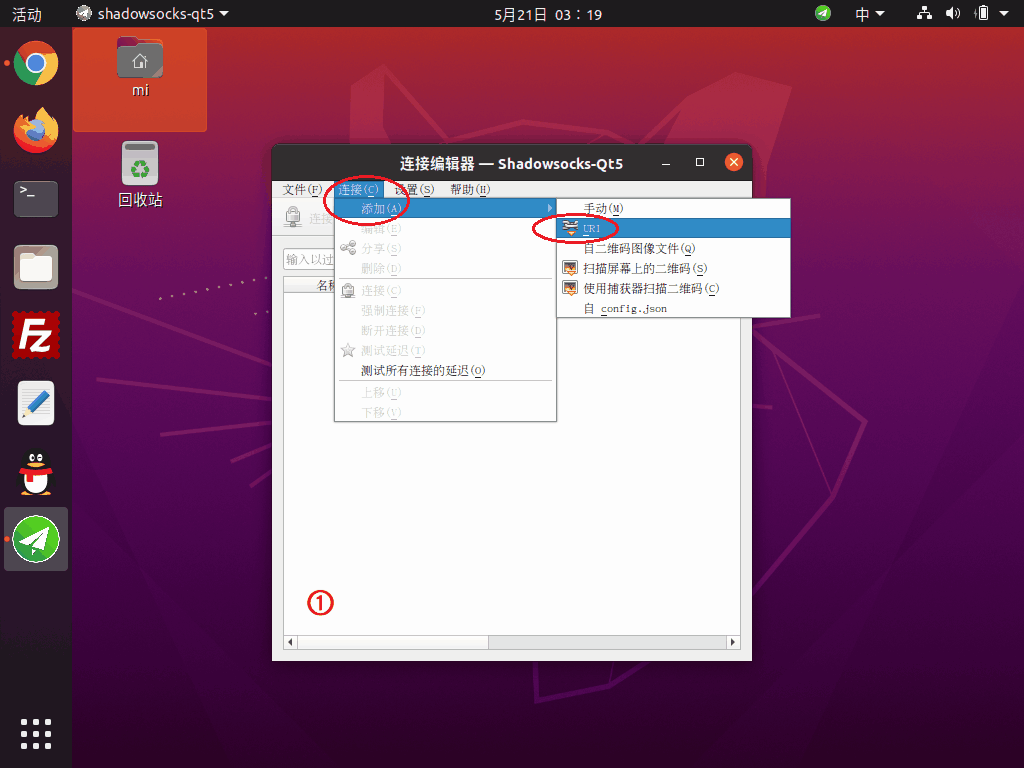 活动
shadowsocks-qt5
5月21日 03：19
中
mi
回收站
连接编辑器 — Shadowsocks-Qt5
文件(F) 连接(C) 设置(S) 帮助(H)
连接
输入以过
名称
添加(A)
编辑(E)
分享(S)
删除(D)
连接(C)
强制连接(F)
断开连接(D)
测试延迟(T)
测试所有连接的延迟(O)
上移(U)
下移(V)
手动(M)
URI
自二维码图像文件(Q)
扫描屏幕上的二维码(S)
使用捕获器扫描二维码(C)
自 config.json
①
>_
Fz